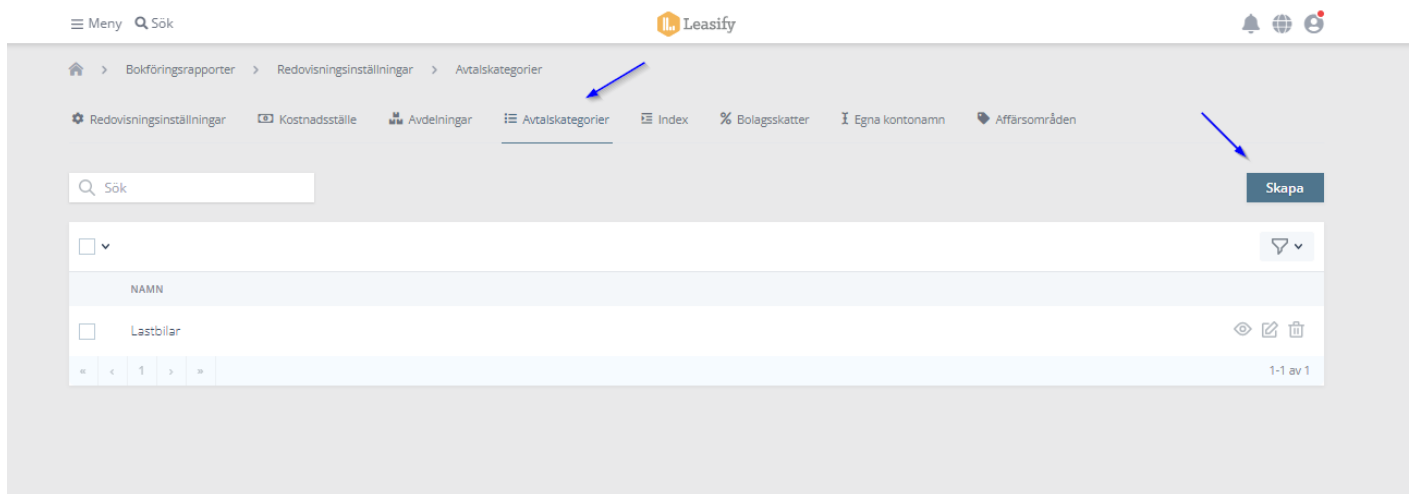 Meny Sök Leasify
> Bokföringsrapporter > Redovisningsinställningar > Avtalskategorier
Redovisningsinställningar Kostnadsställe Avdelningar Avtalskategorier Index % Bolagsskatter Egna kontonamn Affärsområden
Sök Skapa
NAMN
Lastbilar
« ‹ 1 › » 1-1 av 1